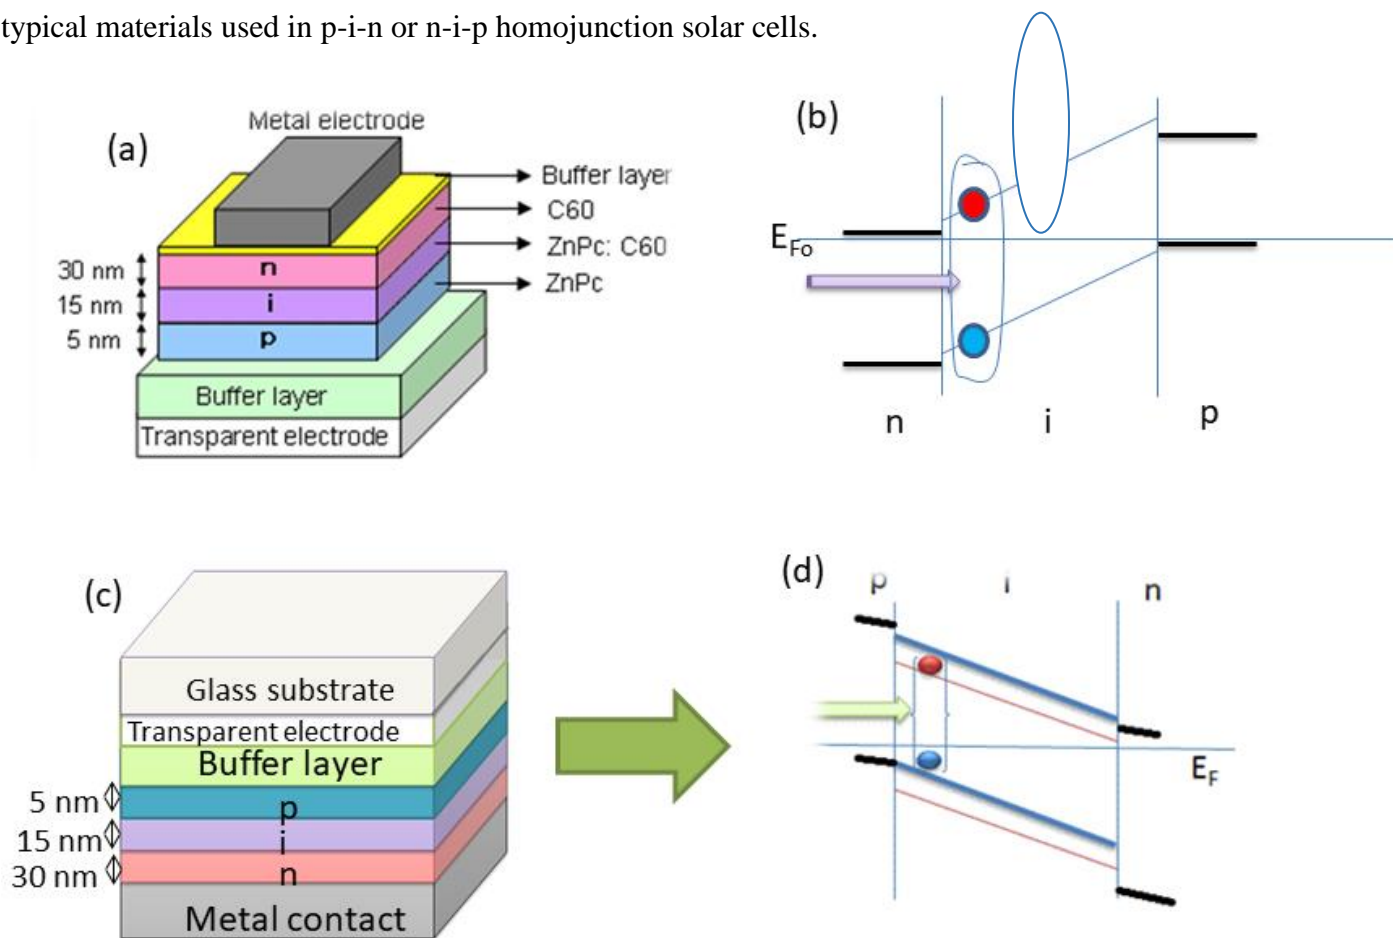 typical materials used in p-i-n or n-i-p homojunction solar cells.
(a)
Metal electrode
Buffer layer
C60
ZnPc: C60
ZnPc
30 nm
n
15 nm
i
5 nm
p
Buffer layer
Transparent electrode
(b)
EFo
n
i
p
(c)
Glass substrate
Transparent electrode
Buffer layer
5 nm
p
15 nm
i
30 nm
n
Metal contact
(d)
p
i
n
EF